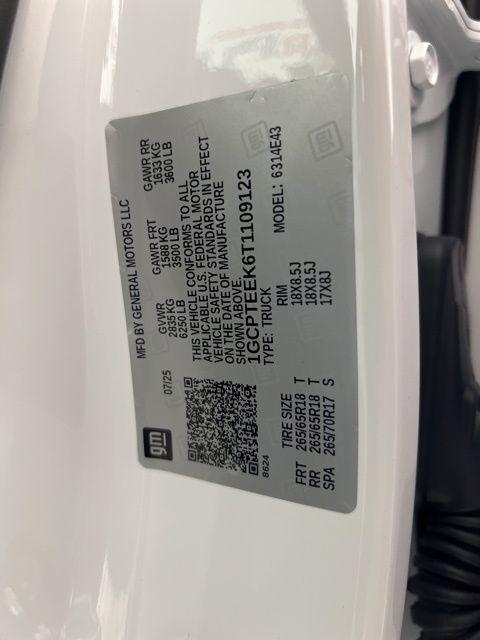 MFD BY GENERAL MOTORS LLC
gm
07/25
GVWR GAWR FRT GAWR RR
2835 KG 1588 KG 1633 KG
6250 LB 3500 LB 3600 LB
THIS VEHICLE CONFORMS TO ALL
APPLICABLE U.S. FEDERAL MOTOR
VEHICLE SAFETY STANDARDS IN EFFECT
ON THE DATE OF MANUFACTURE
SHOWN ABOVE.
1GCPTEEK6T1109123
8624
TYPE: TRUCK MODEL: 6314E43
TIRE SIZE RIM
FRT 265/65R18 T 18X8.5J
RR 265/65R18 T 18X8.5J
SPA 265/70R17 S 17X8J